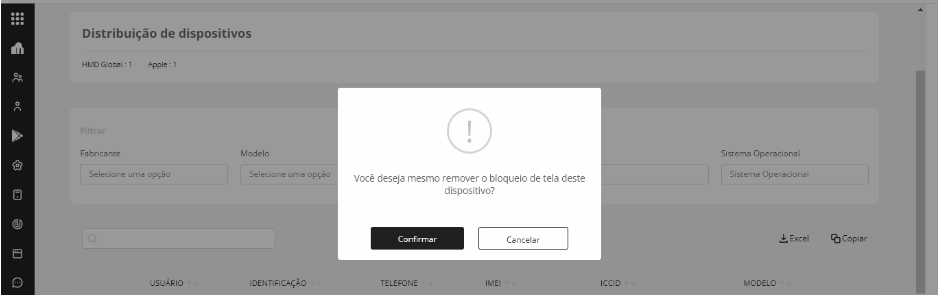 Distribuição de dispositivos
HMD Global : 1 Apple : 1
Filtrar
Fabricante Modelo Sistema Operacional
Selecione uma opção Selecione uma opção Sistema Operacional
!
Você deseja mesmo remover o bloqueio de tela deste
dispositivo?
Confirmar Cancelar
Excel Copiar
USUÁRIO IDENTIFICAÇÃO TELEFONE IMEI ICCID MODELO